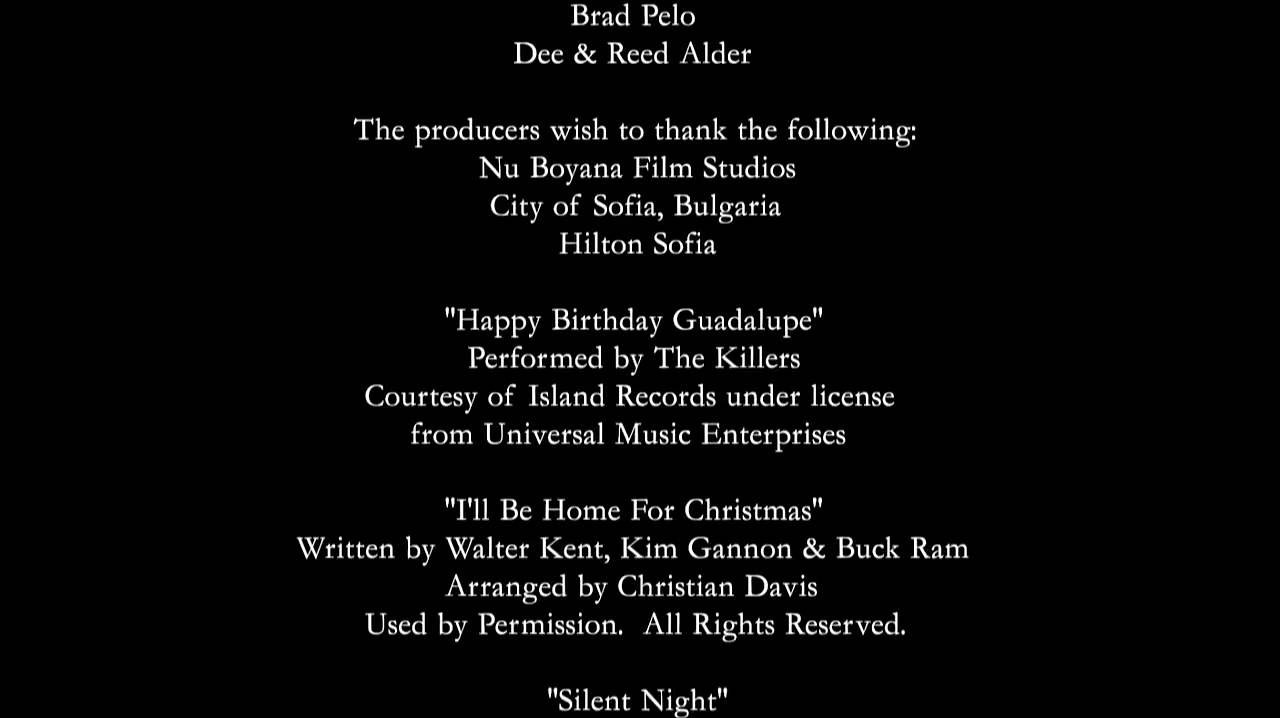 Brad Pelo
Dee & Reed Alder
The producers wish to thank the following:
Nu Boyana Film Studios
City of Sofia, Bulgaria
Hilton Sofia
"Happy Birthday Guadalupe"
Performed by The Killers
Courtesy of Island Records under license
from Universal Music Enterprises
"I'll Be Home For Christmas"
Written by Walter Kent, Kim Gannon & Buck Ram
Arranged by Christian Davis
Used by Permission.  All Rights Reserved.
"Silent Night"